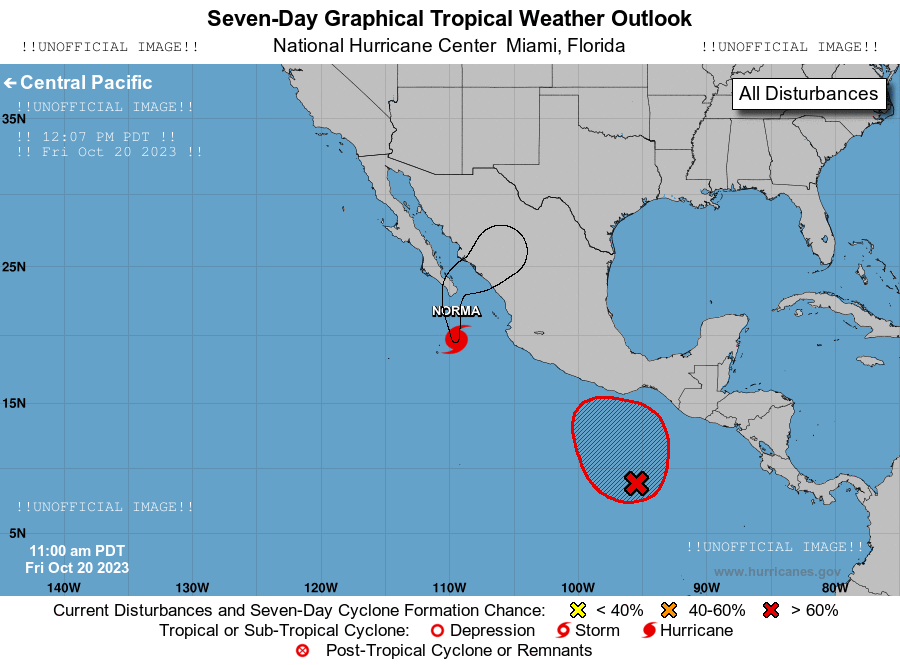 Seven-Day Graphical Tropical Weather Outlook
!!UNOFFICIAL IMAGE!! National Hurricane Center Miami, Florida !!UNOFFICIAL IMAGE!!
← Central Pacific
All Disturbances
!!UNOFFICIAL IMAGE!!
35N
!! 12:07 PM PDT !!
!! Fri Oct 20 2023 !!
25N
NORMA
15N
!!UNOFFICIAL IMAGE!!
5N
!!UNOFFICIAL IMAGE!!
11:00 am PDT
Fri Oct 20 2023
www.hurricanes.gov
140W 130W 120W 110W 100W 90W 80W
Current Disturbances and Seven-Day Cyclone Formation Chance: < 40% 40-60% > 60%
Tropical or Sub-Tropical Cyclone: Depression Storm Hurricane
Post-Tropical Cyclone or Remnants